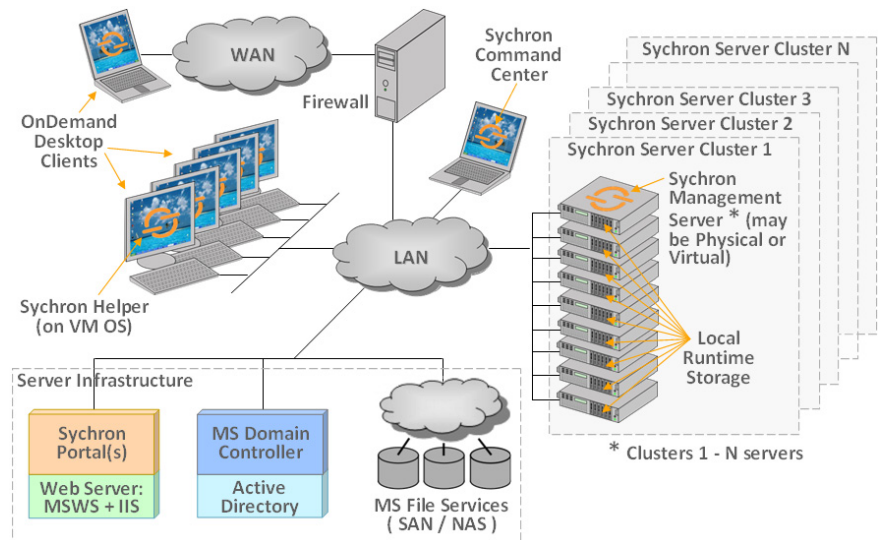 WAN
Firewall
Sychron
Command
Center
Sychron Server Cluster N
Sychron Server Cluster 3
Sychron Server Cluster 2
Sychron Server Cluster 1
OnDemand
Desktop
Clients
Sychron
Management
Server * (may
be Physical or
Virtual)
LAN
Sychron Helper
(on VM OS)
Local
Runtime
Storage
Server Infrastructure
Sychron
Portal(s)
Web Server:
MSWS + IIS
MS Domain
Controller
Active
Directory
MS File Services
( SAN / NAS )
* Clusters 1 - N servers